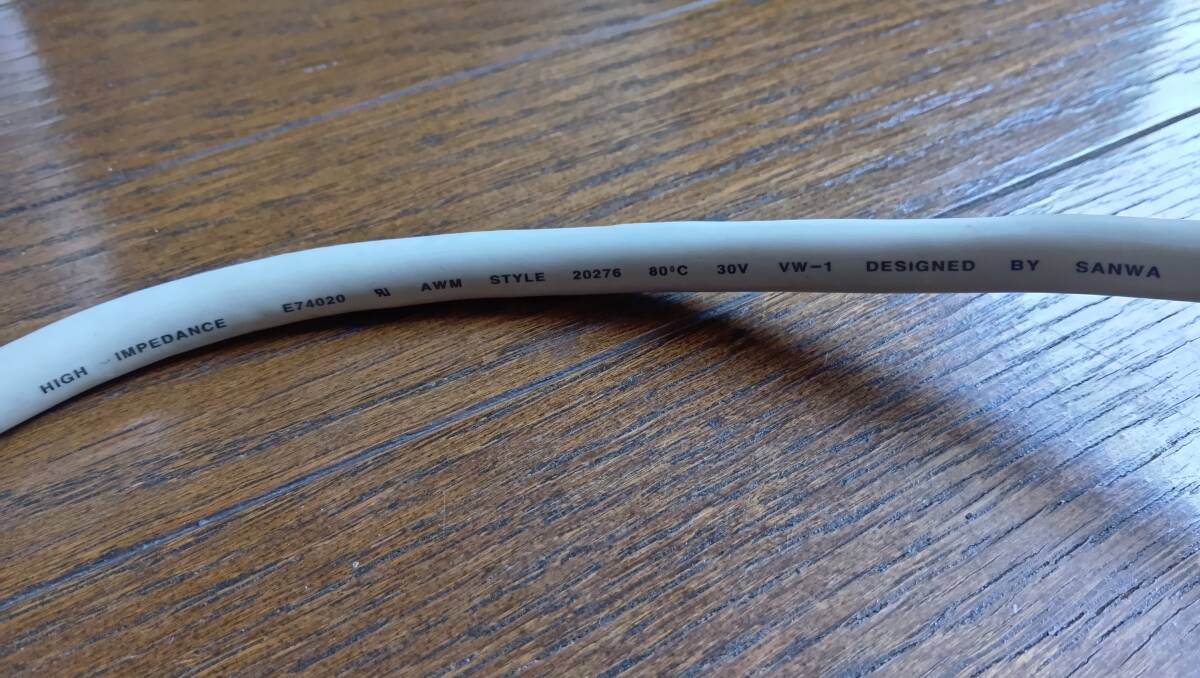 HIGH IMPEDANCE E74020 AWM STYLE 20276 80°C 30V VW-1 DESIGNED BY SANWA